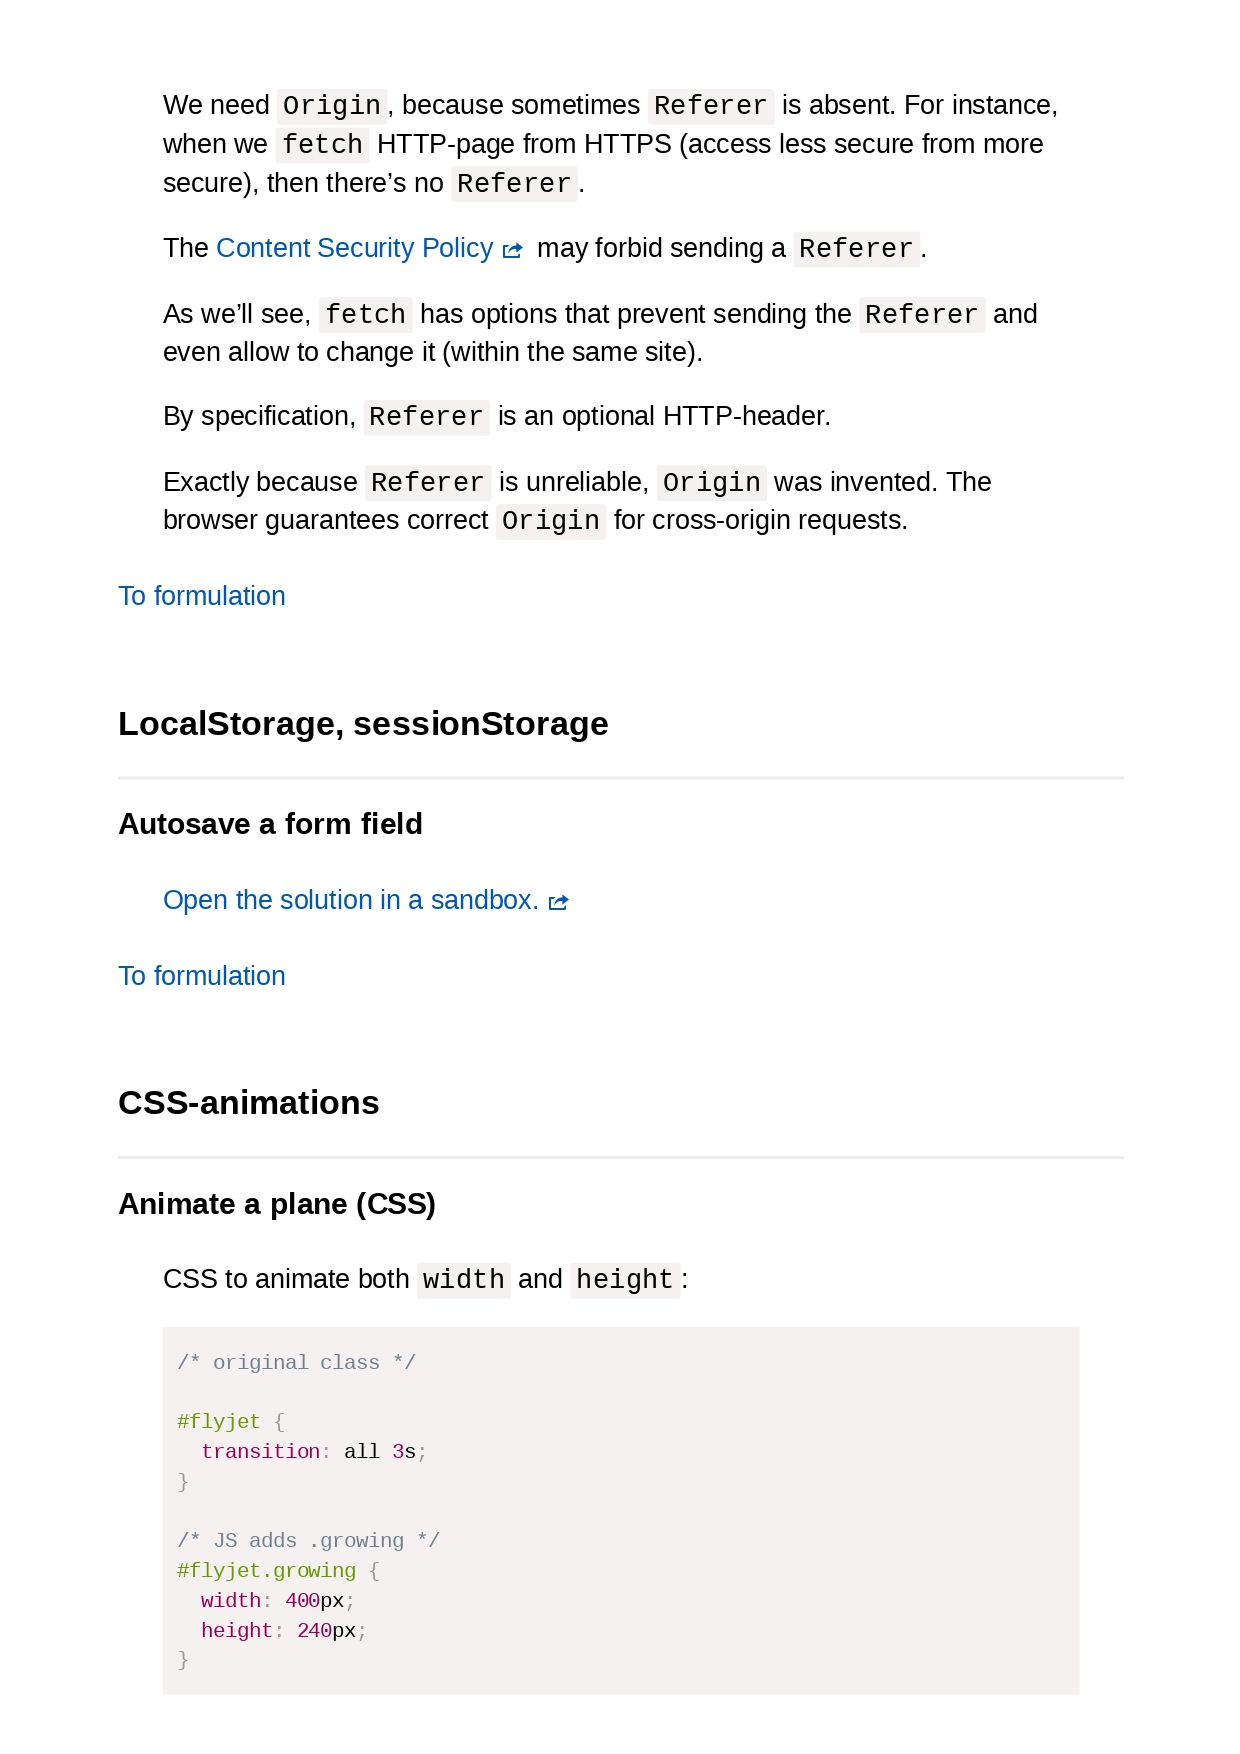 We need Origin, because sometimes Referer is absent. For instance,
when we fetch HTTP-page from HTTPS (access less secure from more
secure), then there’s no Referer.
The Content Security Policy may forbid sending a Referer.
As we’ll see, fetch has options that prevent sending the Referer and
even allow to change it (within the same site).
By specification, Referer is an optional HTTP-header.
Exactly because Referer is unreliable, Origin was invented. The
browser guarantees correct Origin for cross-origin requests.
To formulation
LocalStorage, sessionStorage
Autosave a form field
Open the solution in a sandbox.
To formulation
CSS-animations
Animate a plane (CSS)
CSS to animate both width and height:
/* original class */
#flyjet {
  transition: all 3s;
}
/* JS adds .growing */
#flyjet.growing {
  width: 400px;
  height: 240px;
}